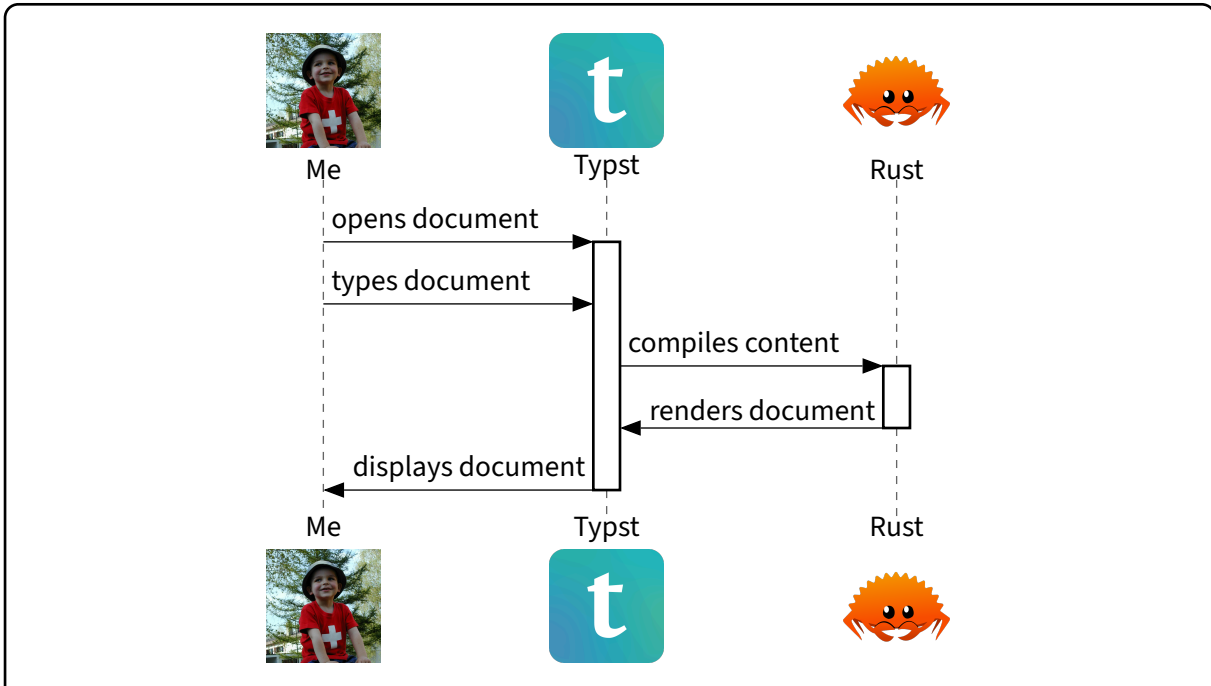 t
Me
Typst
Rust
opens document
types document
compiles content
renders document
displays document
Me
Typst
Rust
t